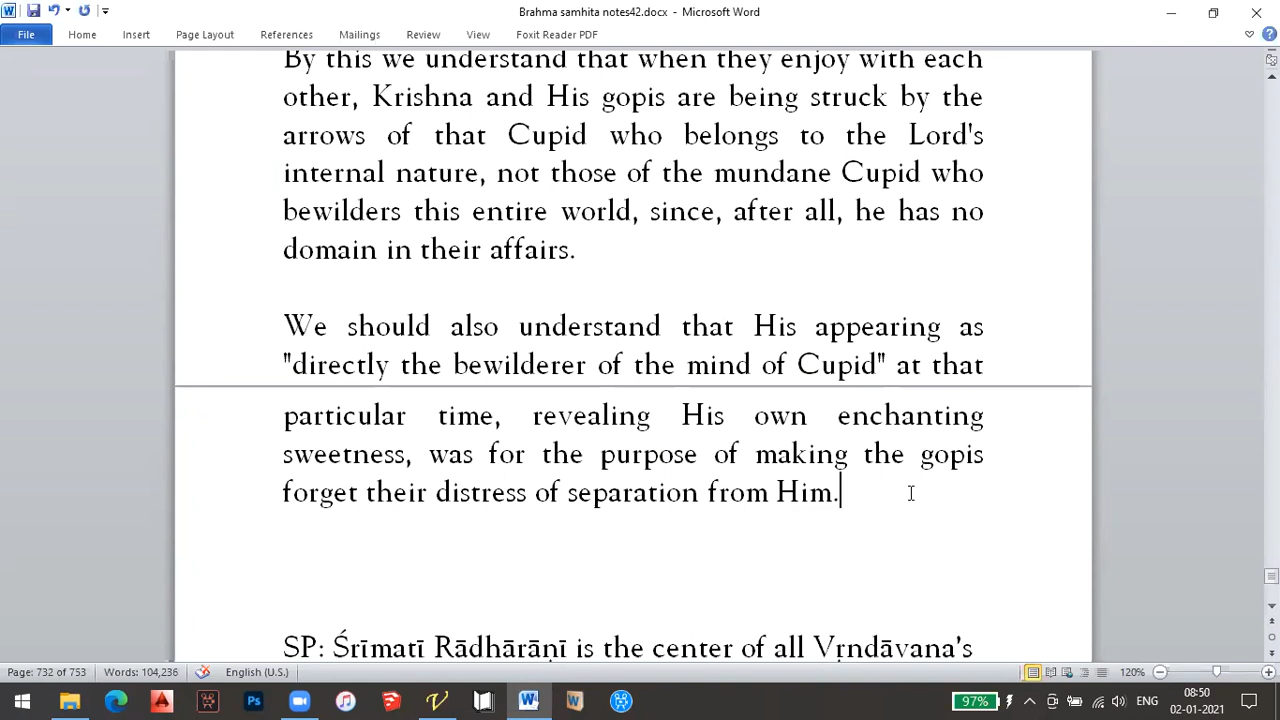 Brahma samhita notes42.docx - Microsoft Word
File Home Insert Page Layout References Mailings Review View Foxit Reader PDF
By this we understand that when they enjoy with each
other, Krishna and His gopis are being struck by the
arrows of that Cupid who belongs to the Lord's
internal nature, not those of the mundane Cupid who
bewilders this entire world, since, after all, he has no
domain in their affairs.
We should also understand that His appearing as
"directly the bewilderer of the mind of Cupid" at that
particular time, revealing His own enchanting
sweetness, was for the purpose of making the gopis
forget their distress of separation from Him.
SP: Śrīmatī Rādhārāṇī is the center of all Vṛndāvana's
Page: 732 of 753 Words: 104,236 English (U.S.) 120%
97% ENG 08:50
02-01-2021